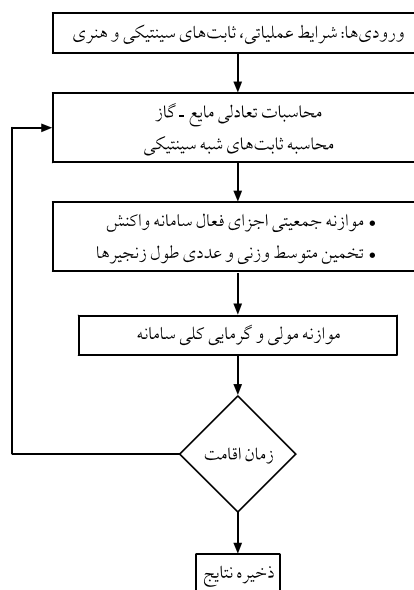 ورودی‌ها: شرایط عملیاتی، ثابت‌های سینتیکی و هنری
محاسبات تعادلی مایع - گاز
محاسبه ثابت‌های شبه سینتیکی
• موازنه جمعیتی اجزای فعال سامانه واکنش
• تخمین متوسط وزنی و عددی طول زنجیرها
موازنه مولی و گرمایی کلی سامانه
زمان اقامت
ذخیره نتایج